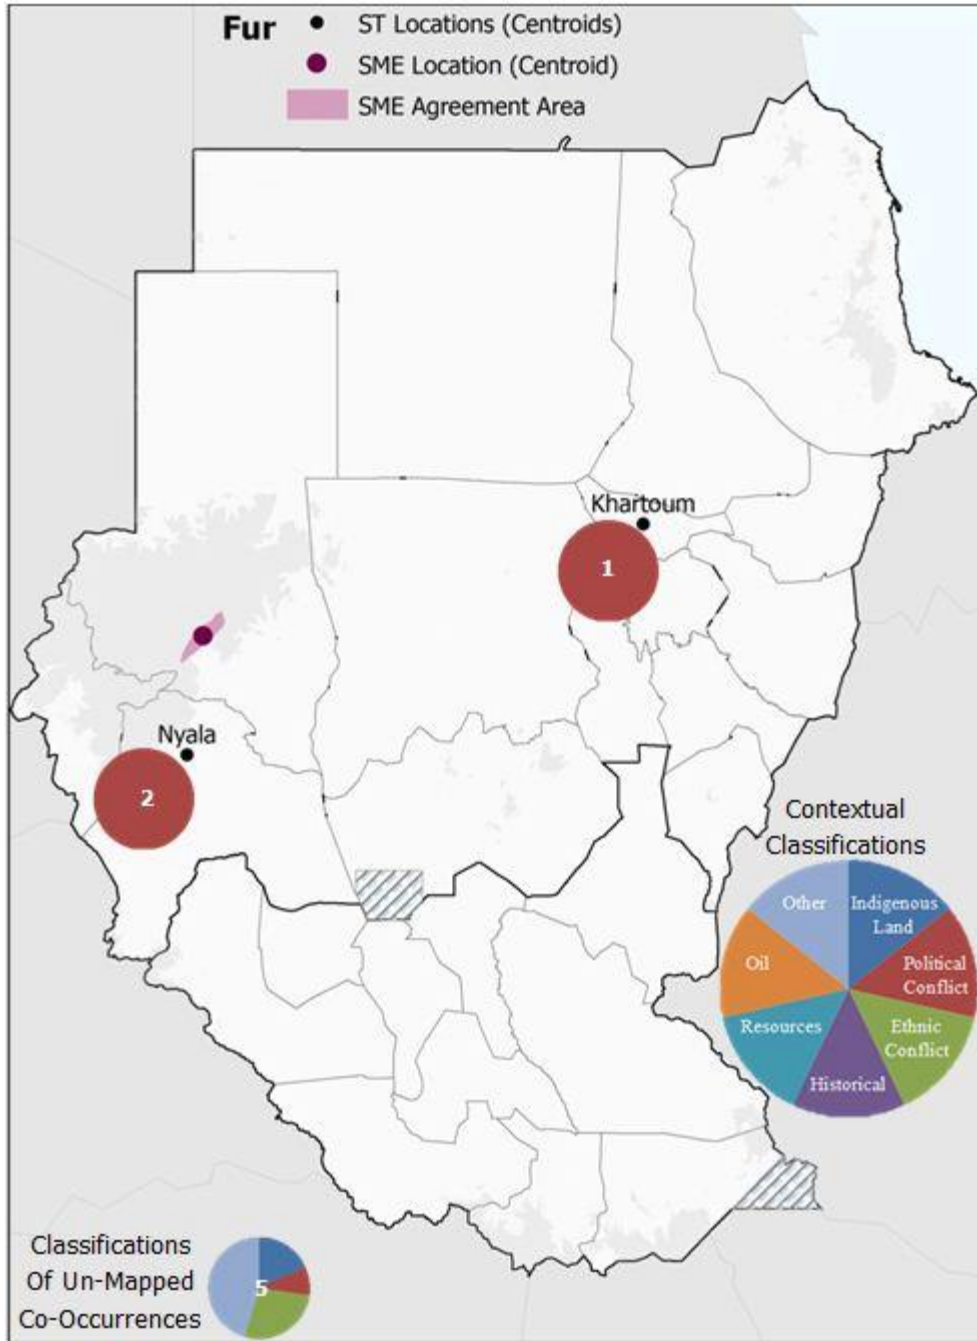 Fur
ST Locations (Centroids)
SME Location (Centroid)
SME Agreement Area
Khartoum
1
Nyala
2
Contextual
Classifications
Other
Indigenous
Land
Oil
Political
Conflict
Resources
Ethnic
Conflict
Historical
Classifications
Of Un-Mapped
Co-Occurrences
5